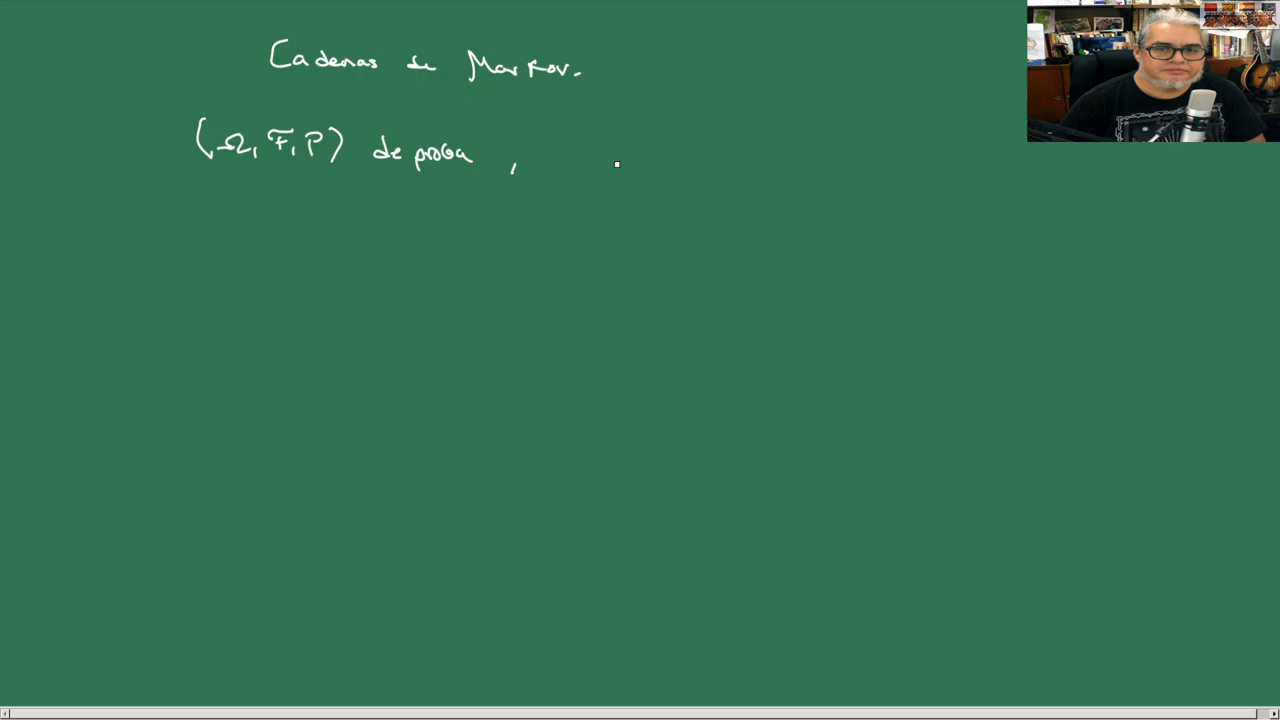 Cadenas de Markov.
(Ω, F, P) de proba ,